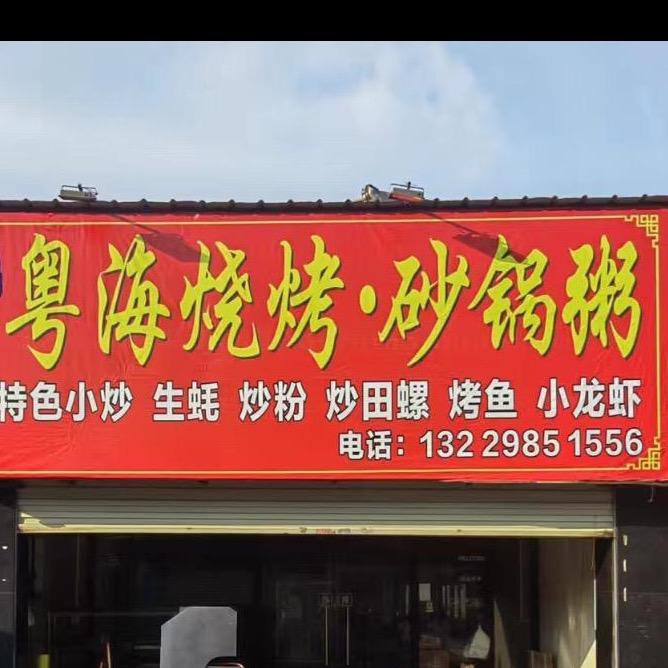 粤海烧烤·砂锅粥
特色小炒 生蚝 炒粉 炒田螺 烤鱼 小龙虾
电话：132 2985 1556